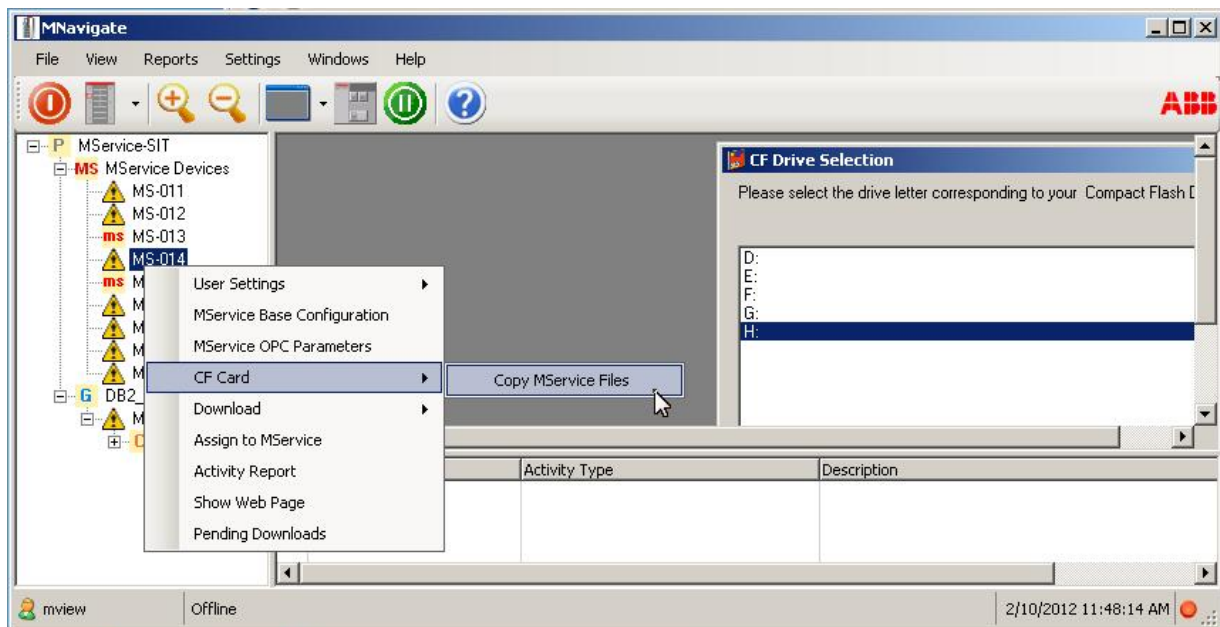 MNavigate
File View Reports Settings Windows Help
ABB
P MService-SIT
MS MService Devices
MS-011
MS-012
ms MS-013
MS-014
ms M
M
M
M
M
G DB2_
M
C
User Settings
MService Base Configuration
MService OPC Parameters
CF Card
Download
Assign to MService
Activity Report
Show Web Page
Pending Downloads
Copy MService Files
CF Drive Selection
Please select the drive letter corresponding to your Compact Flash
D:
E:
F:
G:
H:
Activity Type Description
mview Offline 2/10/2012 11:48:14 AM